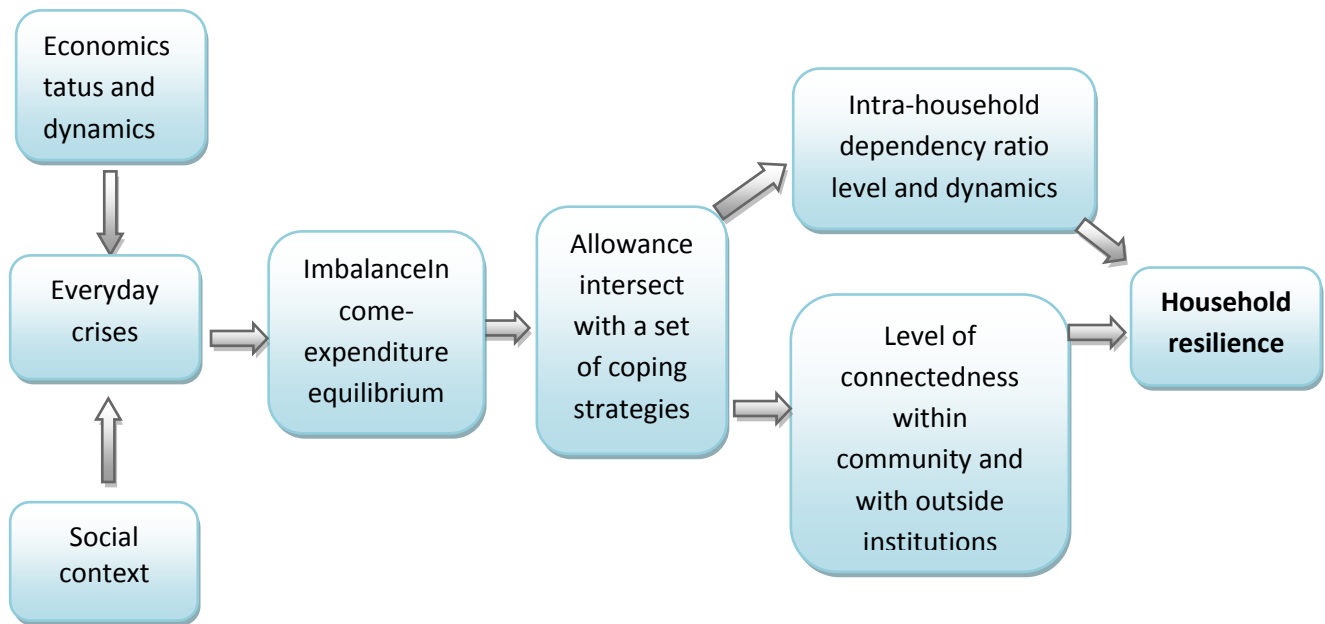 Economics
tatus and
dynamics
Everyday
crises
Social
context
ImbalanceIn
come-
expenditure
equilibrium
Allowance
intersect
with a set
of coping
strategies
Intra-household
dependency ratio
level and dynamics
Level of
connectedness
within
community and
with outside
institutions
Household
resilience